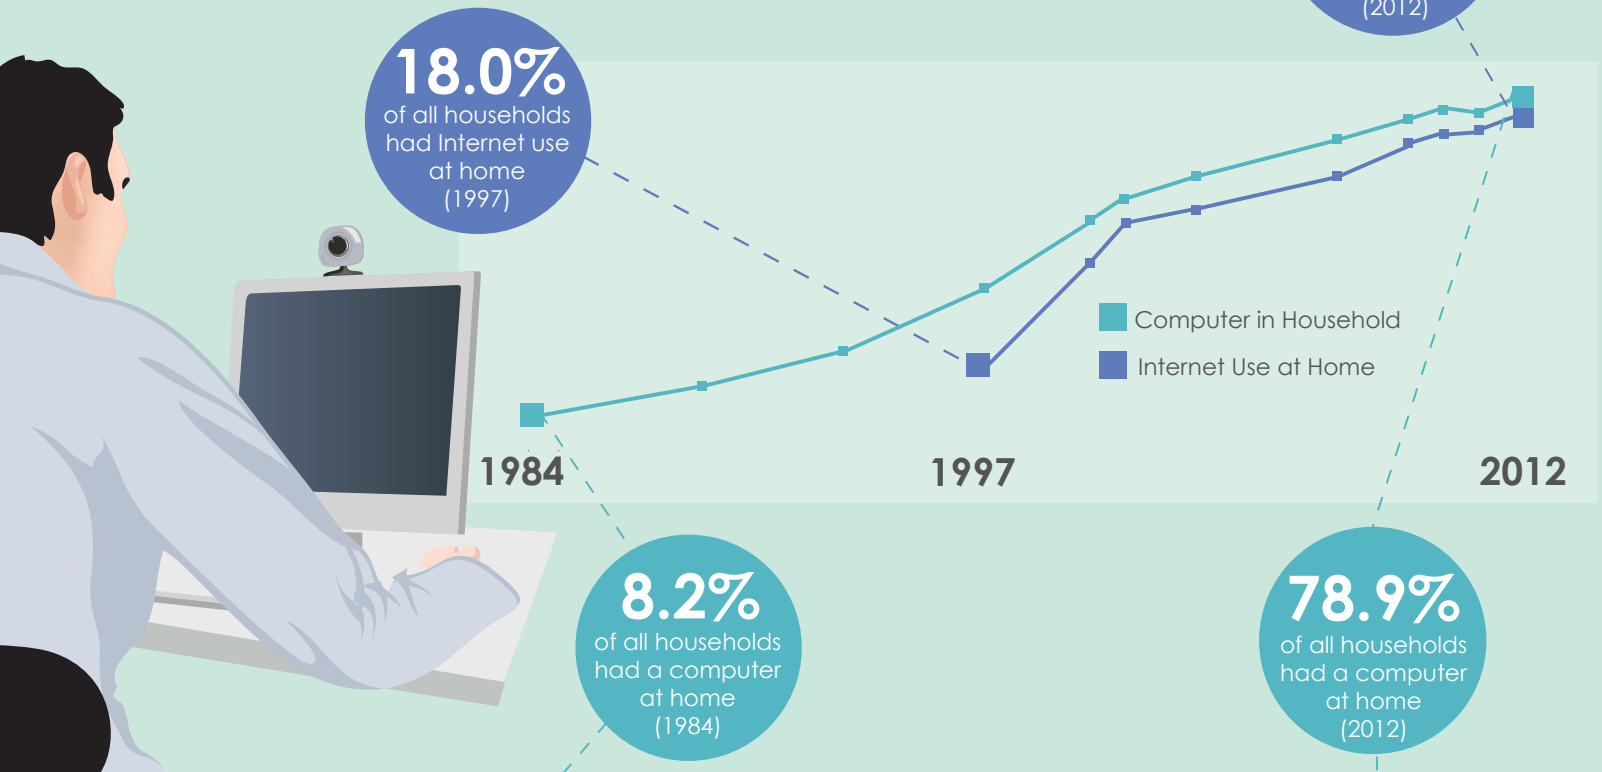 (2012)
18.0%
of all households
had Internet use
at home
(1997)
Computer in Household
Internet Use at Home
1984
1997
2012
8.2%
of all households
had a computer
at home
(1984)
78.9%
of all households
had a computer
at home
(2012)